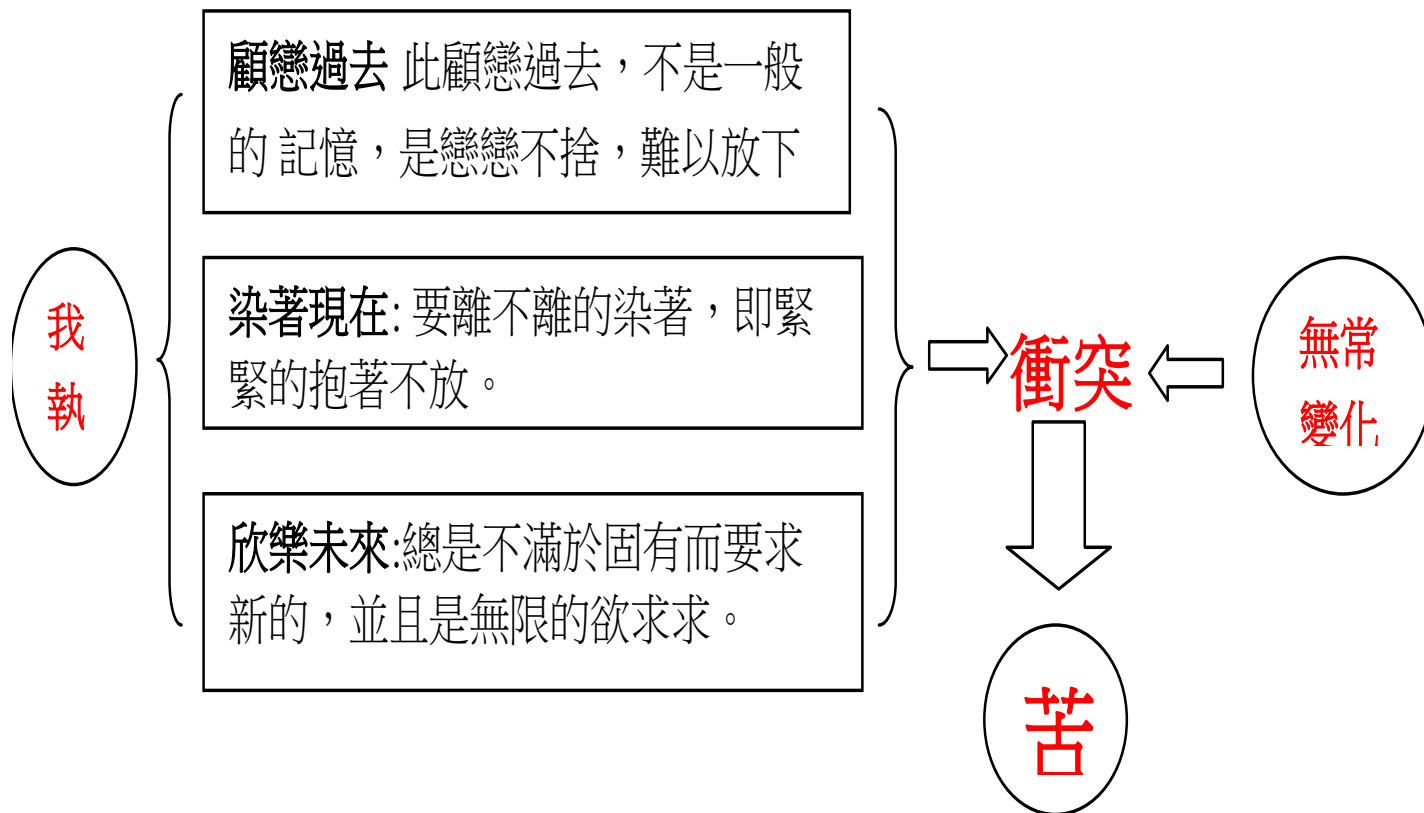 我
執
顧戀過去 此顧戀過去，不是一般
的 記憶，是戀戀不捨，難以放下
染著現在: 要離不離的染著，即緊
緊的抱著不放。
欣樂未來:總是不滿於固有而要求
新的，並且是無限的欲求求。
衝突
無常
變化
苦